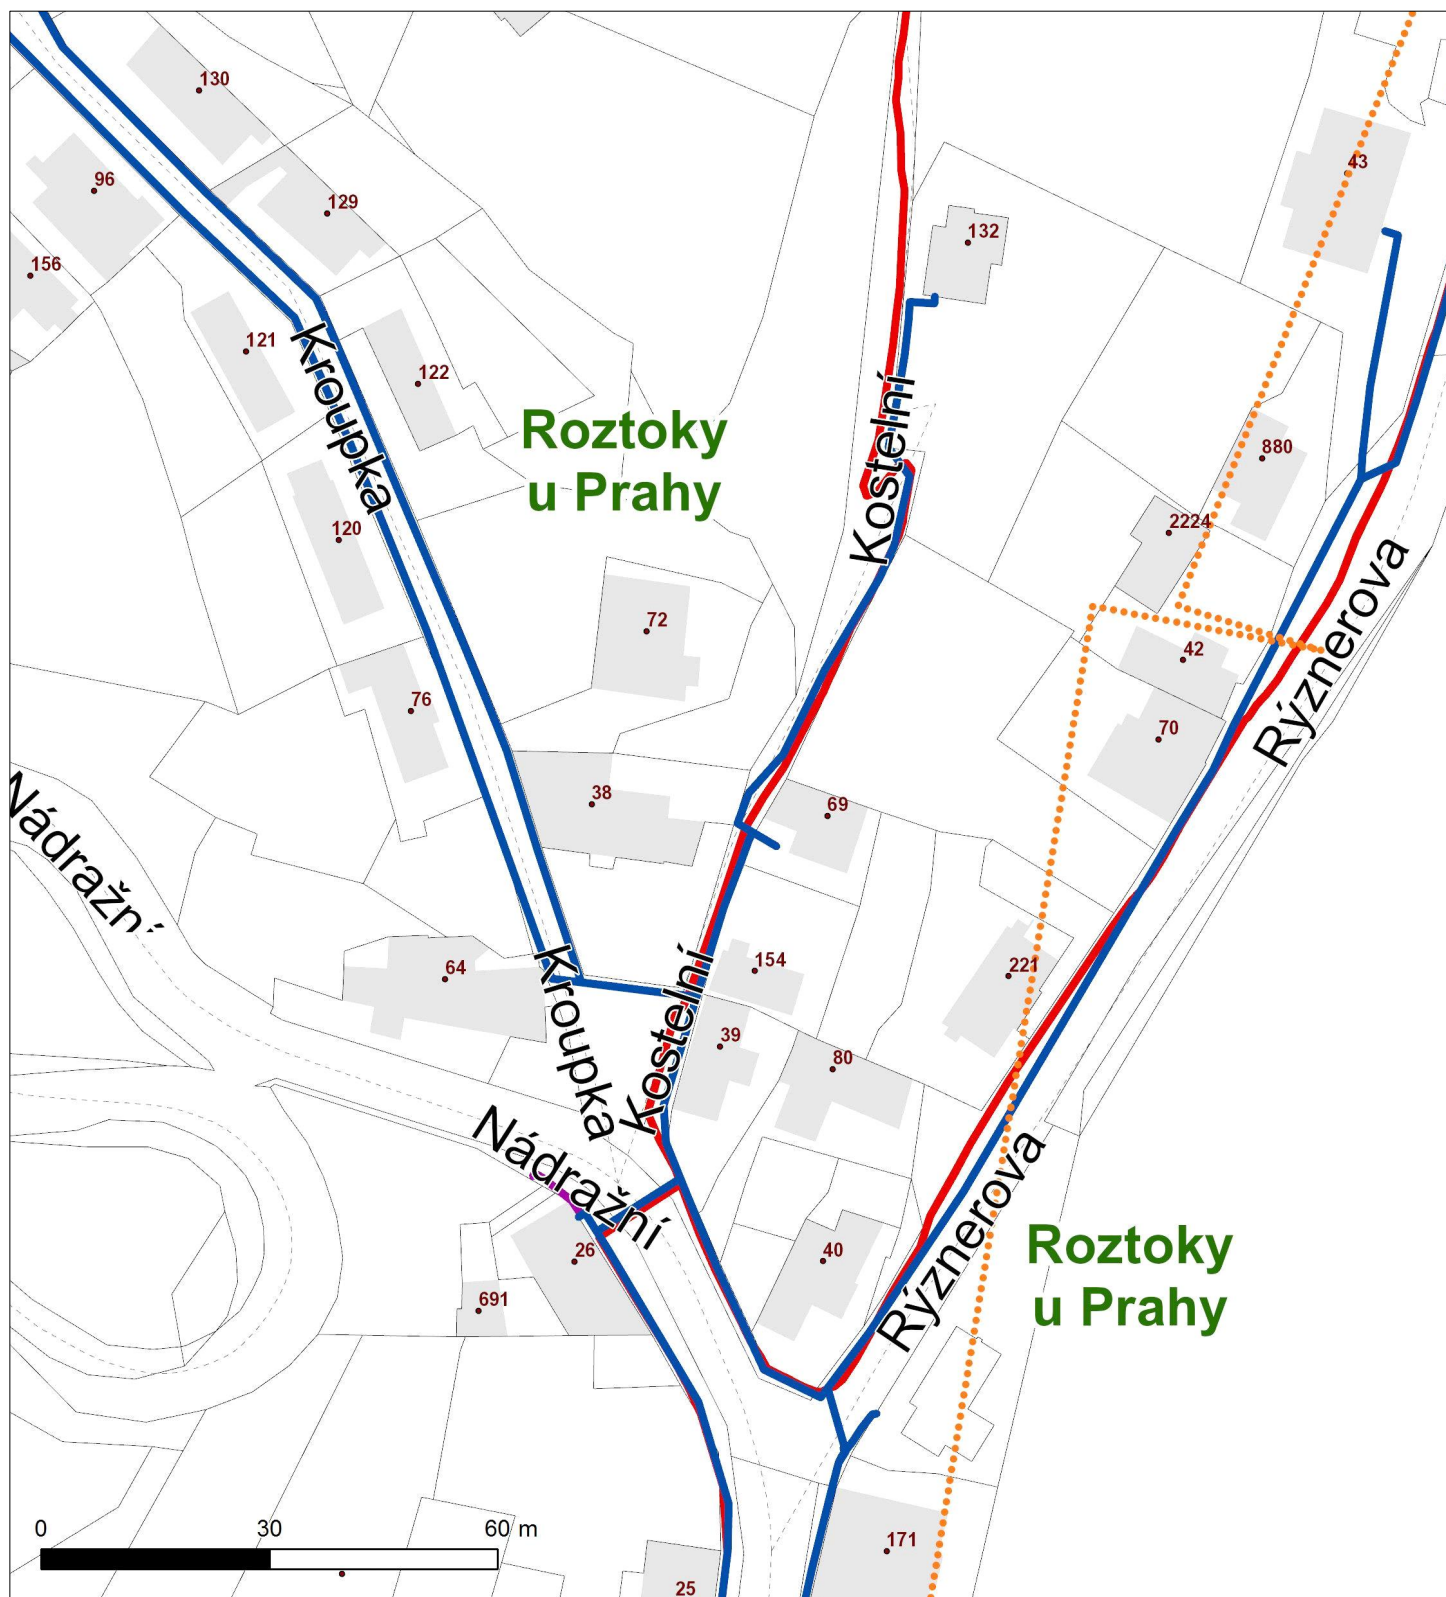 130
96
129
43
156
132
121
Kroupka
122
Kostelní
Roztoky
u Prahy
880
120
2224
Rýznerova
72
42
76
70
Nádražní
38
69
64
Kroupka
Kostelní
154
221
39
80
Nádražní
Rýznerova
26
40
Roztoky
u Prahy
691
0 30 60 m
171
25